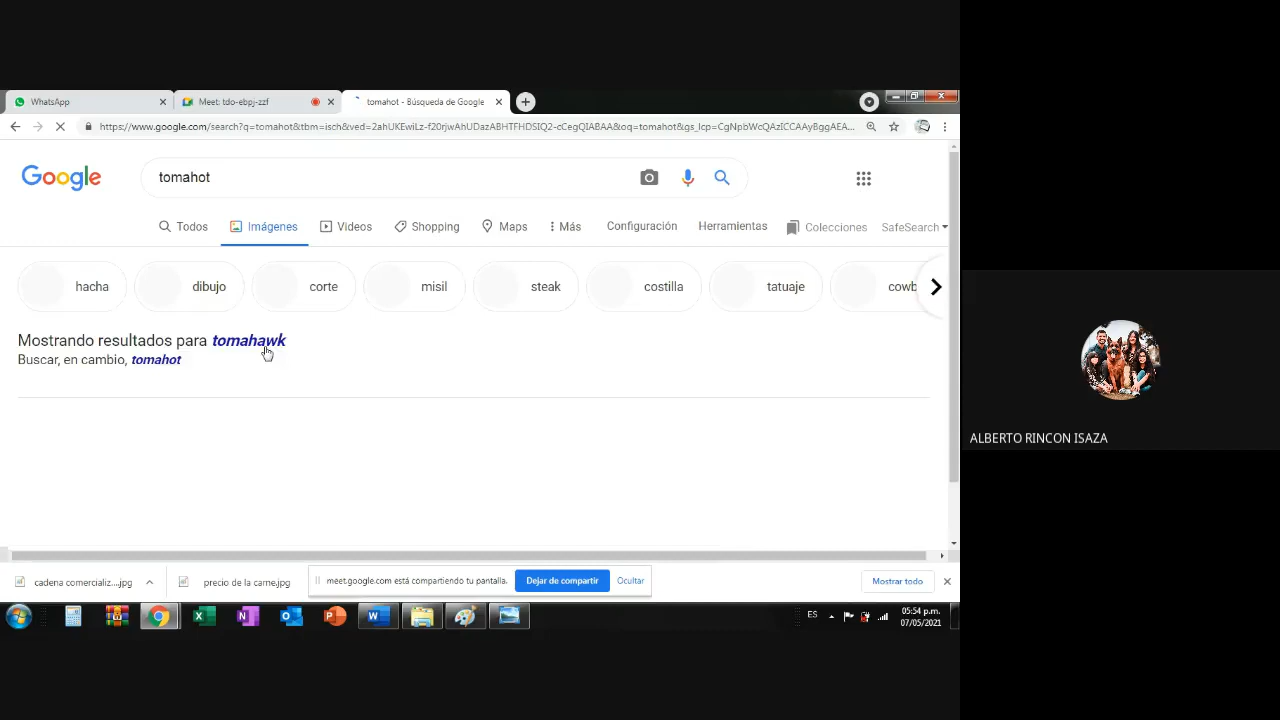 WhatsApp
Meet: tdo-ebpj-zzf
tomahot - Búsqueda de Google
https://www.google.com/search?q=tomahot&tbm=isch&ved=2ahUKEwiLz-f20rjwAhUDazABHTFHDSIQ2-cCegQIABAA&oq=tomahot&gs_lcp=CgNpbWcQAzICCAAyBggAEA...
Google
tomahot
Todos
Imágenes
Videos
Shopping
Maps
Más
Configuración
Herramientas
Colecciones
SafeSearch
hacha
dibujo
corte
misil
steak
costilla
tatuaje
cowb
Mostrando resultados para tomahawk
Buscar, en cambio, tomahot
ALBERTO RINCON ISAZA
cadena comercializ....jpg
precio de la carne.jpg
meet.google.com está compartiendo tu pantalla.
Dejar de compartir
Ocultar
Mostrar todo
ES
05:54 p.m.
07/05/2021